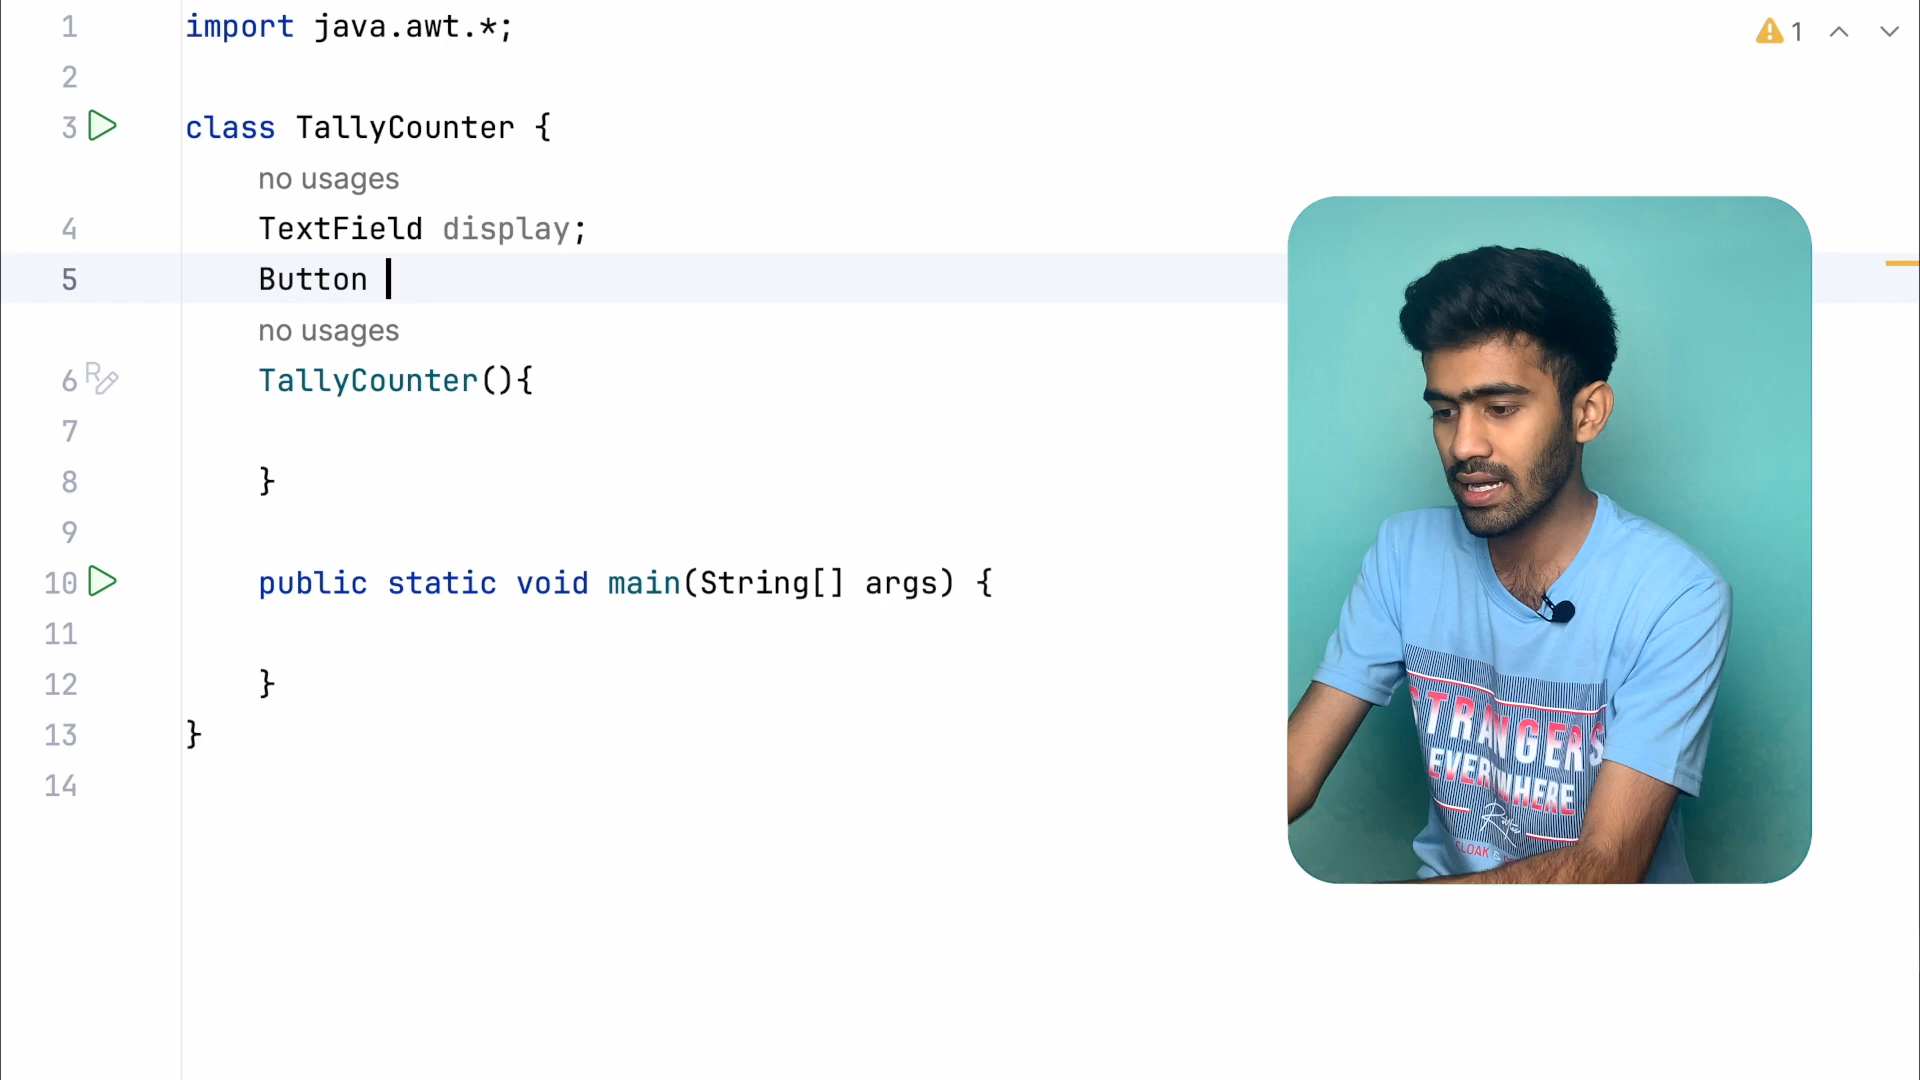 1 import java.awt.*;
1
2
3 class TallyCounter {
no usages
4 TextField display;
5 Button
no usages
6 TallyCounter(){
7
8 }
9
10 public static void main(String[] args) {
11
12 }
13 }
14
STRANGERS
EVERYWHERE
CLOAK &